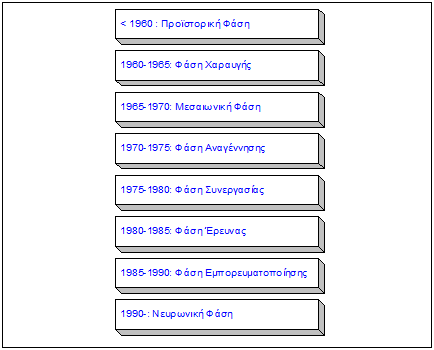 < 1960 : Προϊστορική Φάση
1960-1965: Φάση Χαραυγής
1965-1970: Μεσαιωνική Φάση
1970-1975: Φάση Αναγέννησης
1975-1980: Φάση Συνεργασίας
1980-1985: Φάση Έρευνας
1985-1990: Φάση Εμπορευματοποίησης
1990-: Νευρωνική Φάση